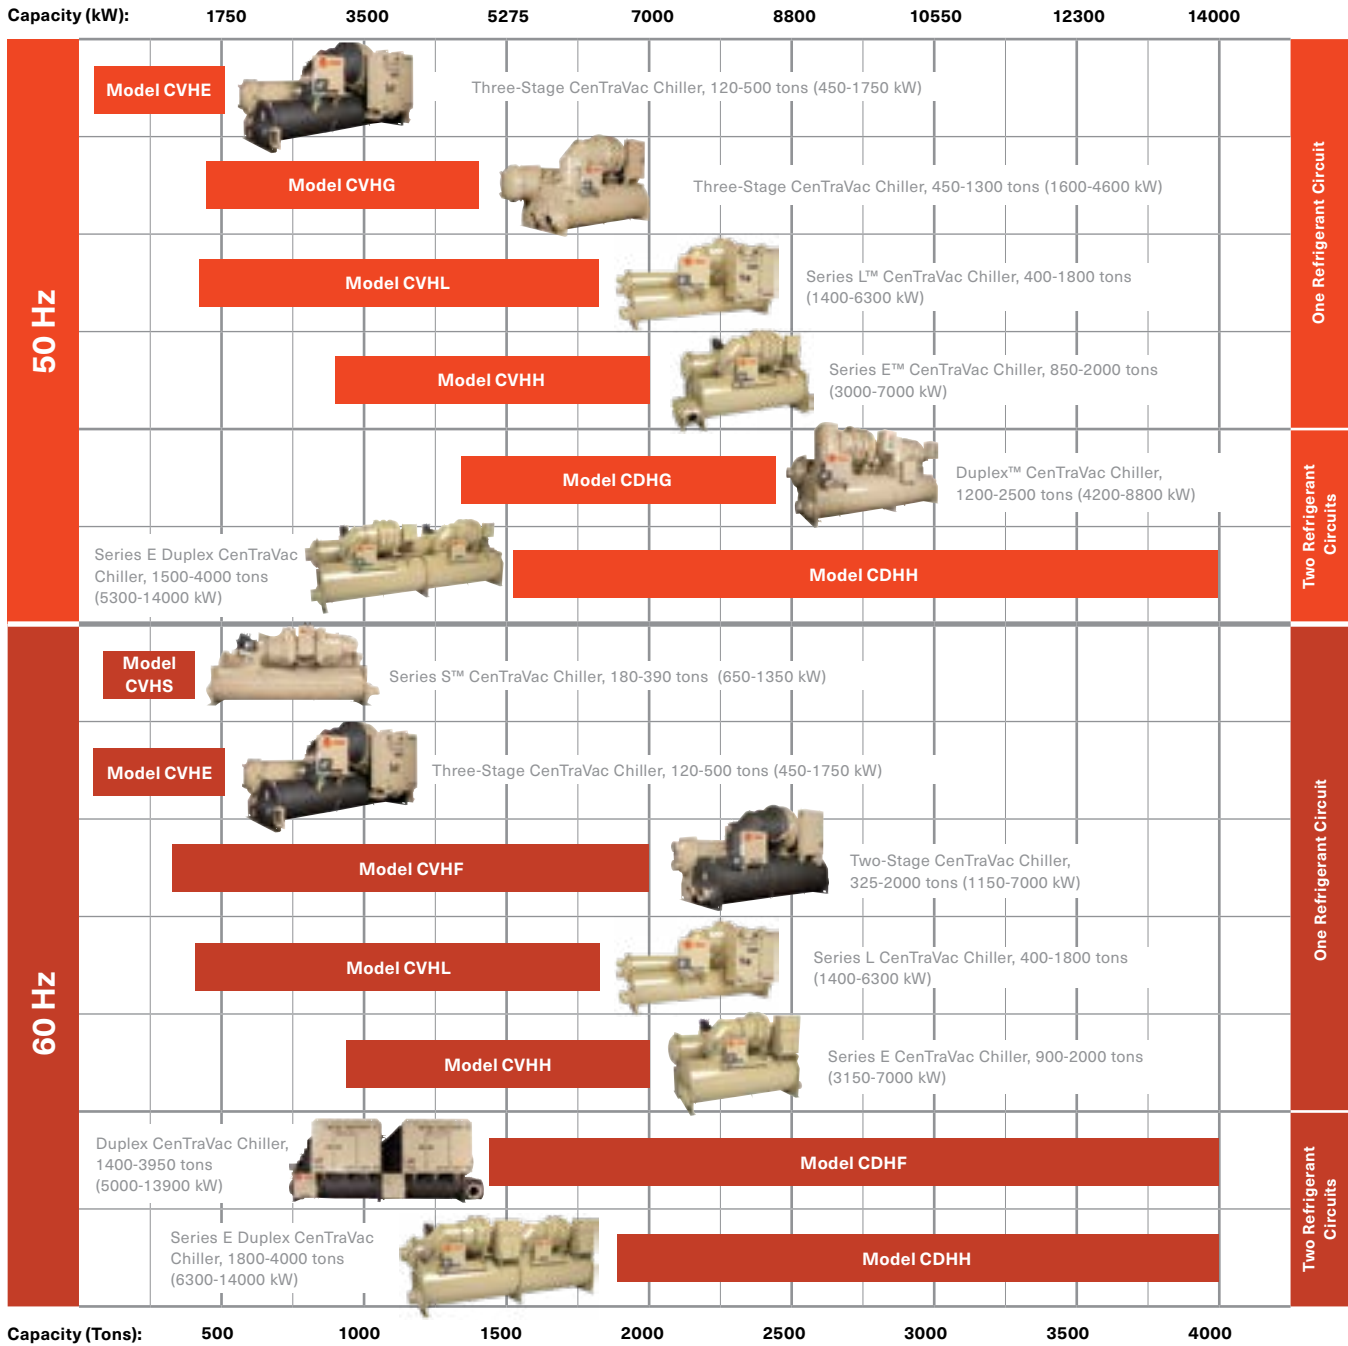 Capacity (kW): 1750 3500 5275 7000 8800 10550 12300 14000
50 Hz
One Refrigerant Circuit
Model CVHE
Three-Stage CenTraVac Chiller, 120-500 tons (450-1750 kW)
Model CVHG
Three-Stage CenTraVac Chiller, 450-1300 tons (1600-4600 kW)
Model CVHL
Series L™ CenTraVac Chiller, 400-1800 tons
(1400-6300 kW)
Model CVHH
Series E™ CenTraVac Chiller, 850-2000 tons
(3000-7000 kW)
Two Refrigerant
Circuits
Model CDHG
Duplex™ CenTraVac Chiller,
1200-2500 tons (4200-8800 kW)
Series E Duplex CenTraVac
Chiller, 1500-4000 tons
(5300-14000 kW)
Model CDHH
60 Hz
One Refrigerant Circuit
Model
CVHS
Series S™ CenTraVac Chiller, 180-390 tons (650-1350 kW)
Model CVHE
Three-Stage CenTraVac Chiller, 120-500 tons (450-1750 kW)
Model CVHF
Two-Stage CenTraVac Chiller,
325-2000 tons (1150-7000 kW)
Model CVHL
Series L CenTraVac Chiller, 400-1800 tons
(1400-6300 kW)
Model CVHH
Series E CenTraVac Chiller, 900-2000 tons
(3150-7000 kW)
Two Refrigerant
Circuits
Duplex CenTraVac Chiller,
1400-3950 tons
(5000-13900 kW)
Model CDHF
Series E Duplex CenTraVac
Chiller, 1800-4000 tons
(6300-14000 kW)
Model CDHH
Capacity (Tons): 500 1000 1500 2000 2500 3000 3500 4000